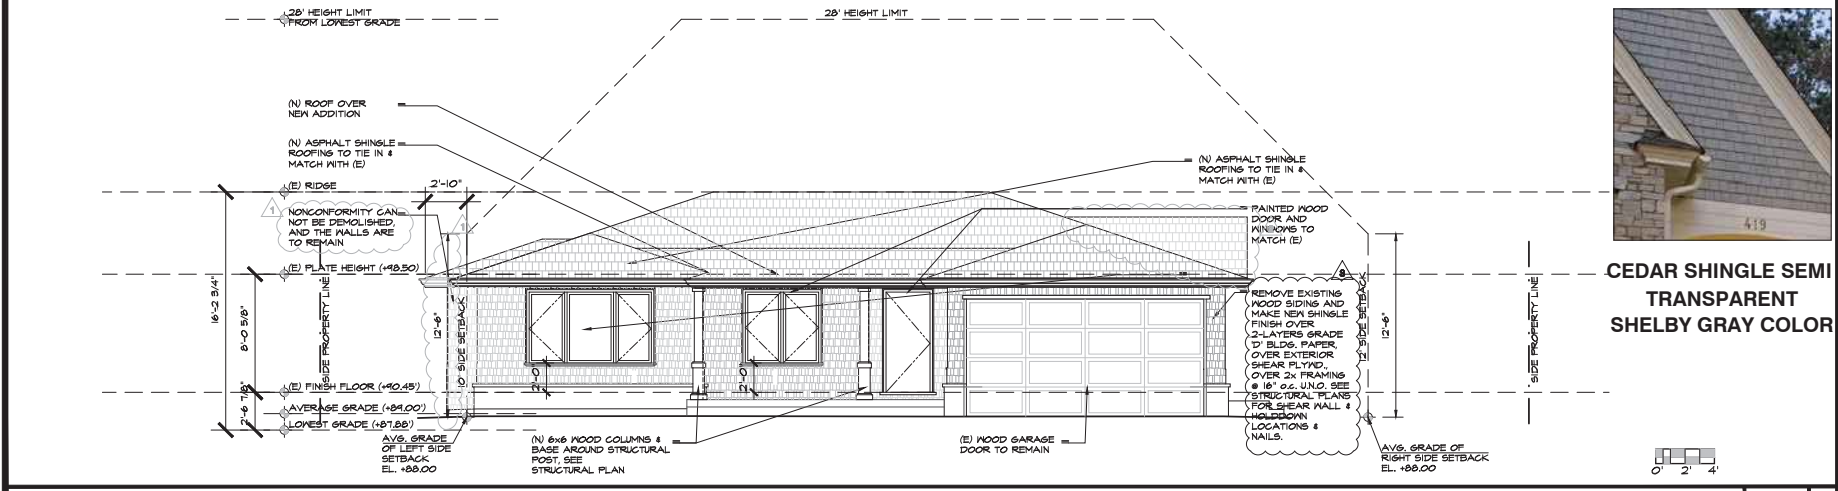 28' HEIGHT LIMIT
FROM LOWEST GRADE
28' HEIGHT LIMIT
(N) ROOF OVER
NEW ADDITION
(N) ASPHALT SHINGLE
ROOFING TO TIE IN &
MATCH WITH (E)
(N) ASPHALT SHINGLE
ROOFING TO TIE IN &
MATCH WITH (E)
(E) RIDGE
2'-10"
1
NONCONFORMITY CAN
NOT BE DEMOLISHED,
AND THE WALLS ARE
TO REMAIN
1
PAINTED WOOD
DOOR AND
WINDOWS TO
MATCH (E)
419
CEDAR SHINGLE SEMI
TRANSPARENT
SHELBY GRAY COLOR
(E) PLATE HEIGHT (+98.50)
16'-2 3/4"
8'-0 5/8"
2'-6 7/8"
SIDE PROPERTY LINE
12'-6"
10' SIDE SETBACK
2'-0"
2'-0"
REMOVE EXISTING
WOOD SIDING AND
MAKE NEW SHINGLE
FINISH OVER
2-LAYERS GRADE
'D' BLDG. PAPER,
OVER EXTERIOR
SHEAR PLYWD.,
OVER 2x FRAMING
@ 16" o.c. U.N.O. SEE
STRUCTURAL PLANS
FOR SHEAR WALL &
HOLDDOWN
LOCATIONS &
NAILS.
12' SIDE SETBACK
12'-6"
SIDE PROPERTY LINE
(E) FINISH FLOOR (+90.45')
AVERAGE GRADE (+89.00')
LOWEST GRADE (+87.88')
AVG. GRADE
OF LEFT SIDE
SETBACK
EL. +88.00
(N) 6x6 WOOD COLUMNS &
BASE AROUND STRUCTURAL
POST, SEE
STRUCTURAL PLAN
(E) WOOD GARAGE
DOOR TO REMAIN
AVG. GRADE OF
RIGHT SIDE SETBACK
EL. +88.00
0' 2' 4'